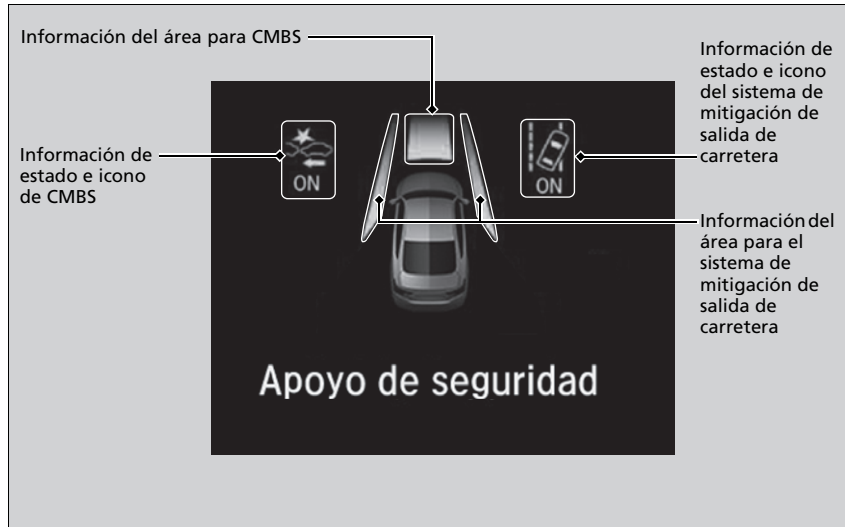 Información del área para CMBS
Información de
estado e icono
de CMBS
ON
ON
Información de
estado e icono
del sistema de
mitigación de
salida de
carretera
Información del
área para el
sistema de
mitigación de
salida de
carretera
Apoyo de seguridad